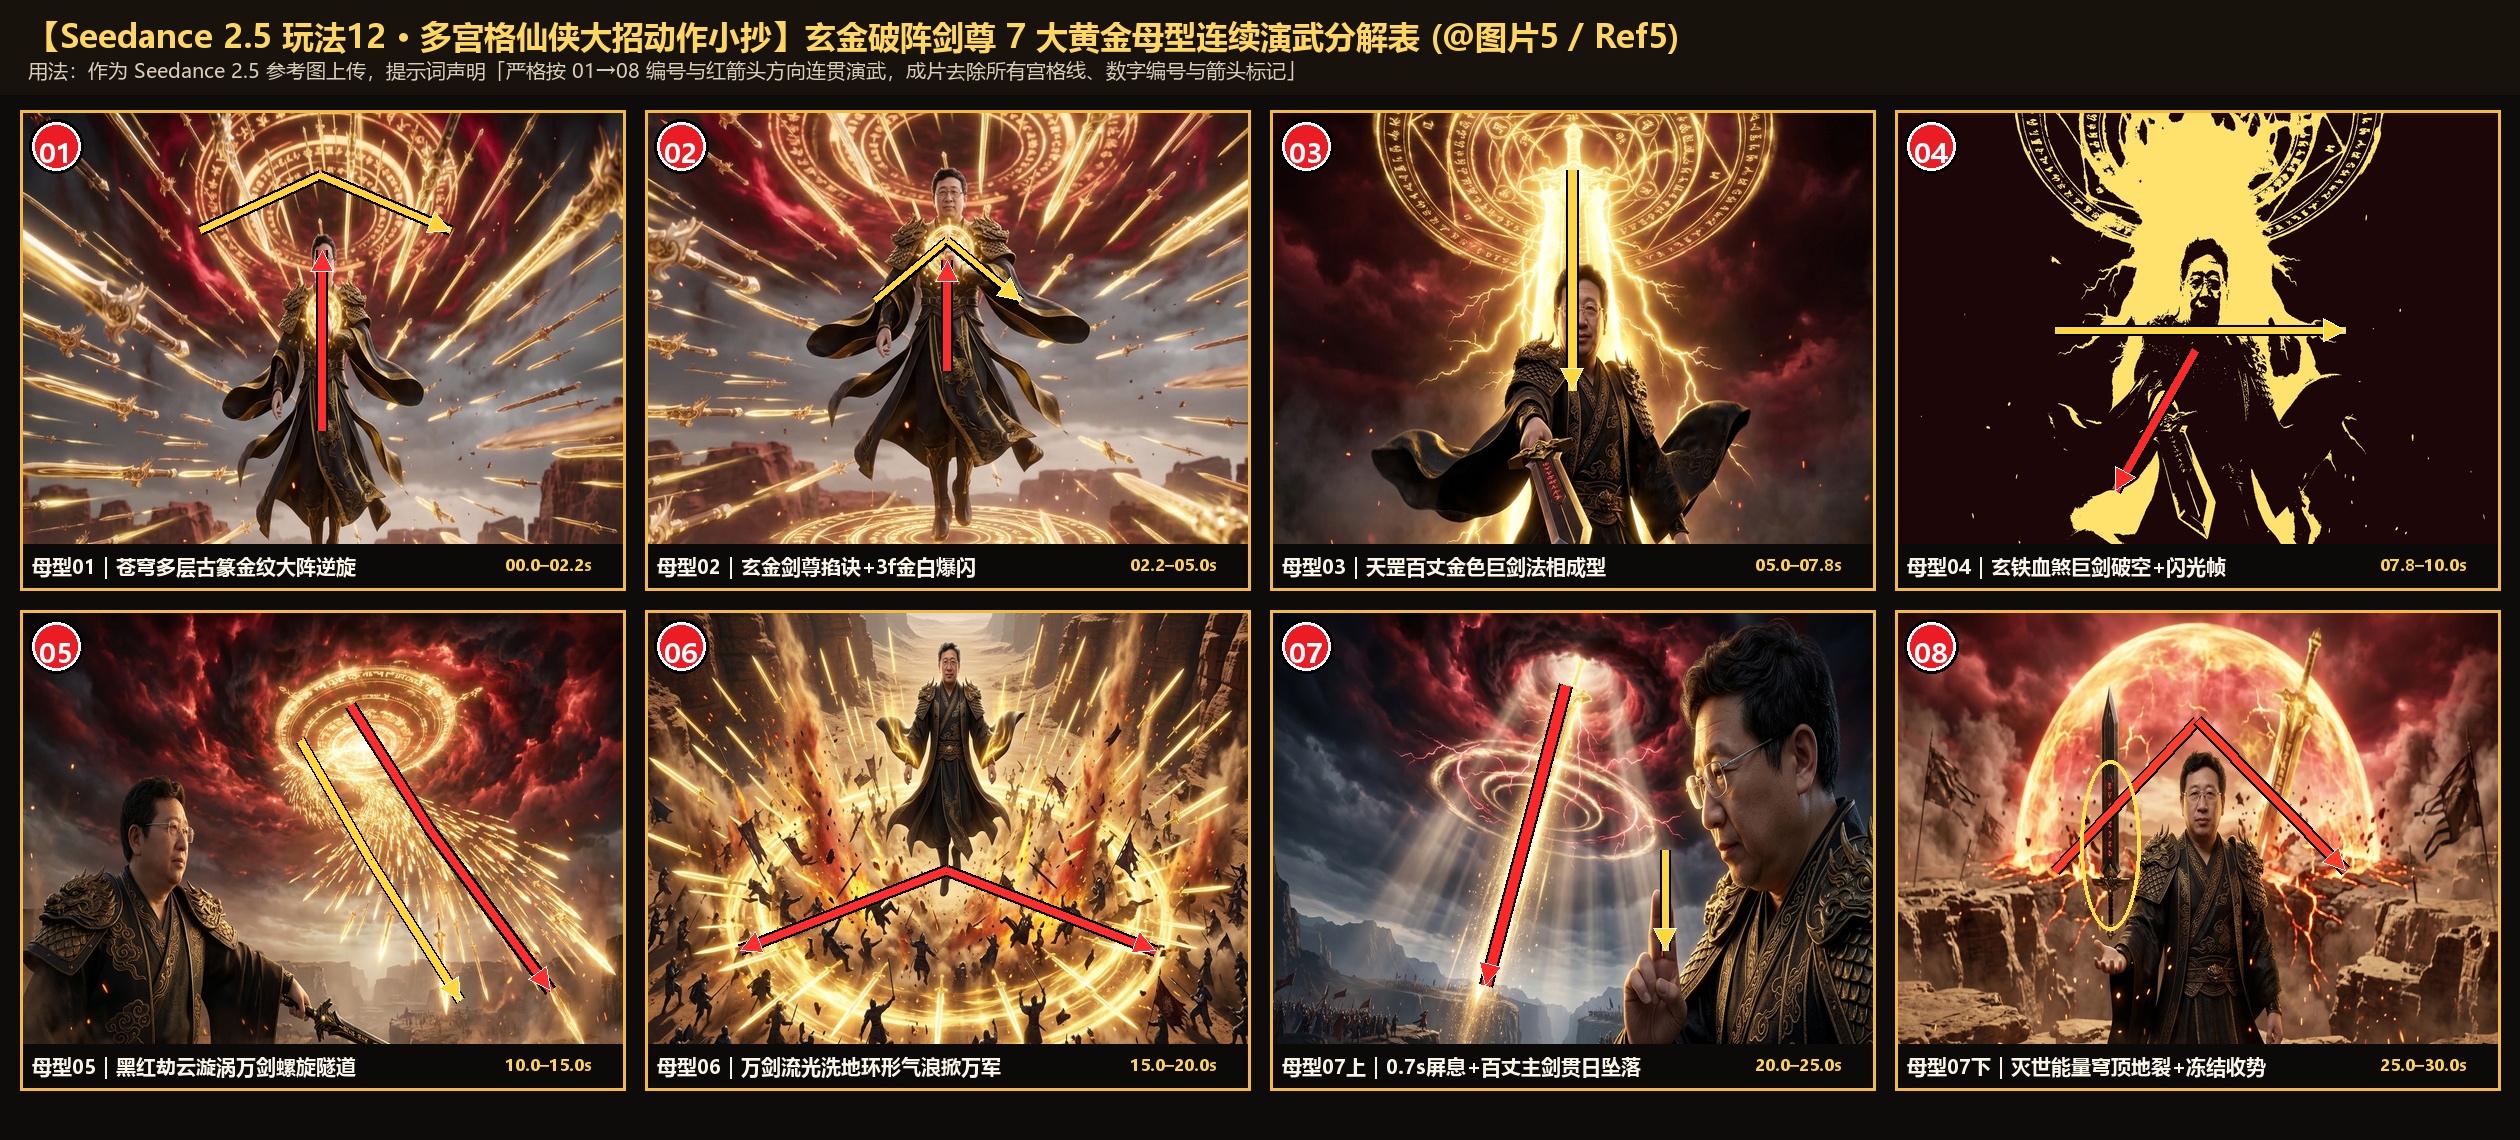 【Seedance 2.5 玩法12 • 多宫格仙侠大招动作小抄】玄金破阵剑尊 7 大黄金母型连续演武分解表 (@图片5 / Ref5)
用法：作为 Seedance 2.5 参考图上传，提示词声明「严格按 01→08 编号与红箭头方向连贯演武，成片去除所有宫格线、数字编号与箭头标记」
01
母型01｜苍穹多层古篆金纹大阵逆旋 00.0–02.2s
02
母型02｜玄金剑尊掐诀+3f金白爆闪 02.2–05.0s
03
母型03｜天罡百丈金色巨剑法相成型 05.0–07.8s
04
母型04｜玄铁血煞巨剑破空+闪光帧 07.8–10.0s
05
母型05｜黑红劫云漩涡万剑螺旋隧道 10.0–15.0s
06
母型06｜万剑流光洗地环形气浪掀万军 15.0–20.0s
07
母型07上｜0.7s屏息+百丈主剑贯日坠落 20.0–25.0s
08
母型07下｜灭世能量穹顶地裂+冻结收势 25.0–30.0s